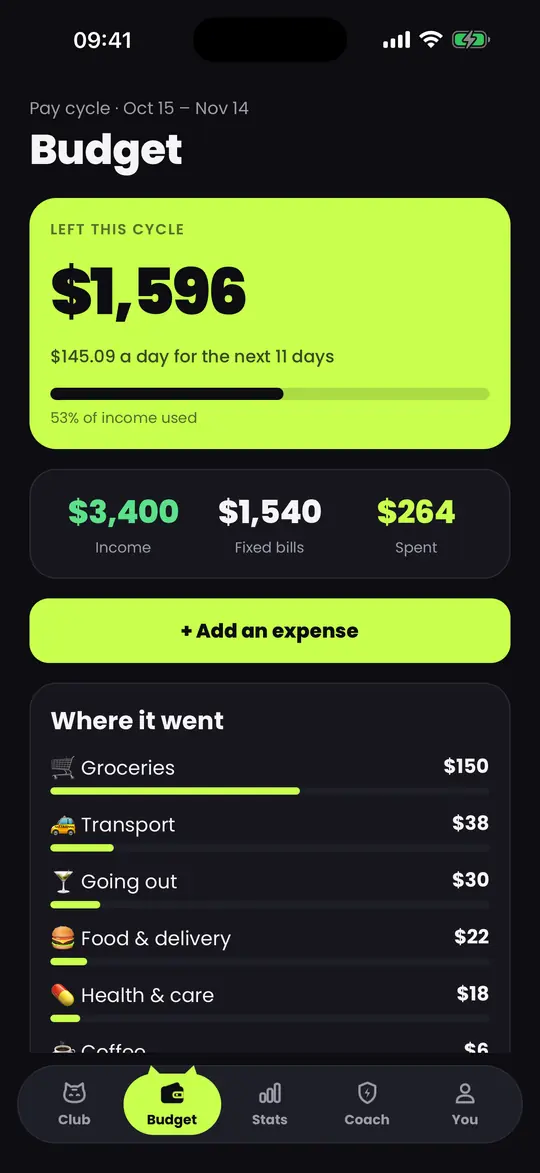 09:41
Pay cycle · Oct 15 – Nov 14
Budget
LEFT THIS CYCLE
$1,596
$145.09 a day for the next 11 days
53% of income used
$3,400 $1,540 $264
Income Fixed bills Spent
+ Add an expense
Where it went
Groceries $150
Transport $38
Going out $30
Food & delivery $22
Health & care $18
Coffee $6
Club Budget Stats Coach You